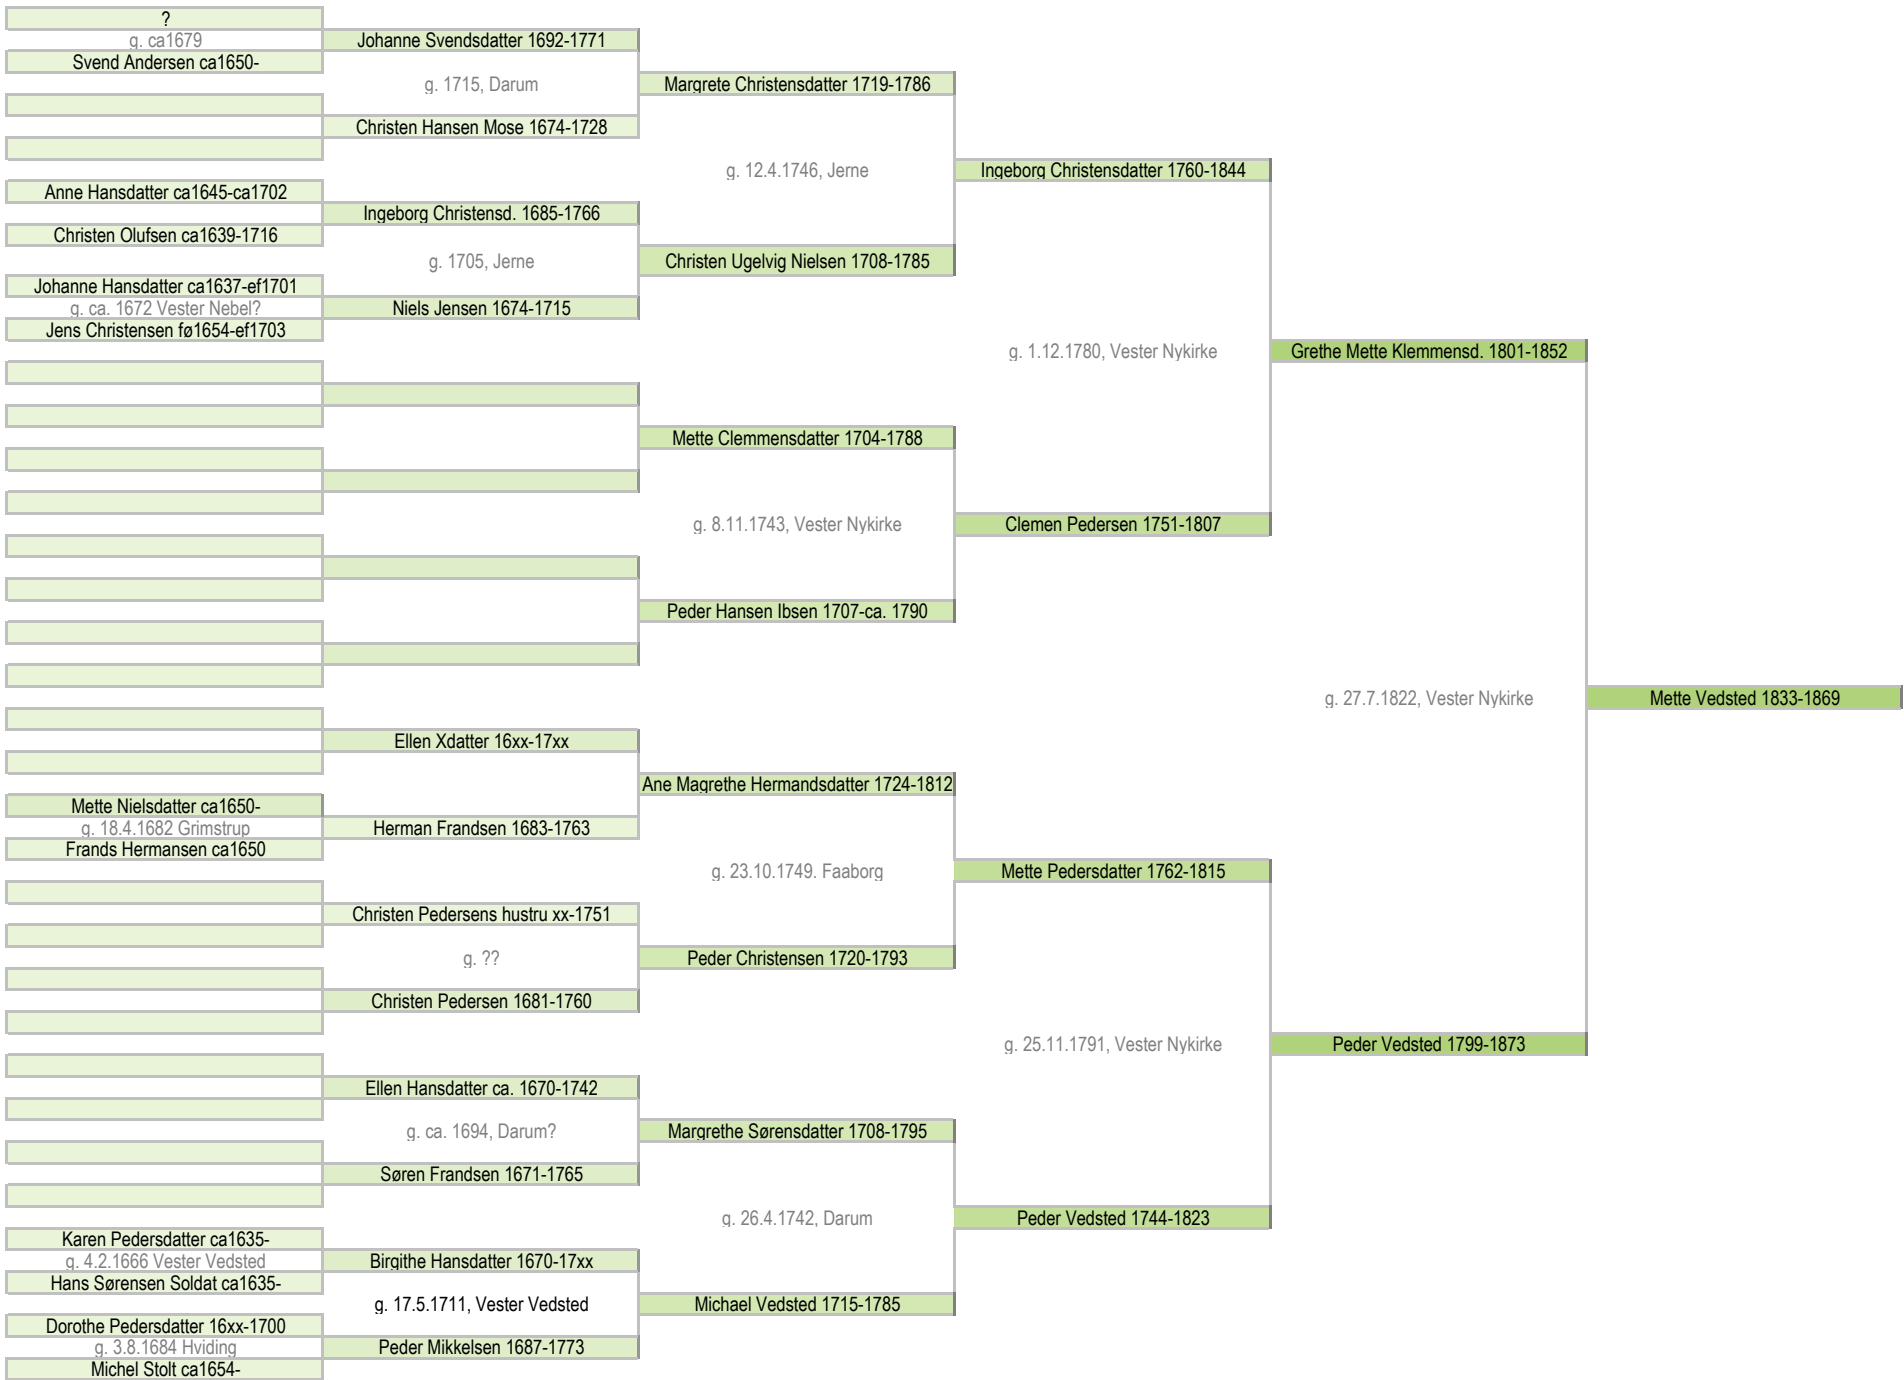 ?
g. ca1679
Svend Andersen ca1650-
Anne Hansdatter ca1645-ca1702
Christen Olufsen ca1639-1716
Johanne Hansdatter ca1637-ef1701
g. ca. 1672 Vester Nebel?
Jens Christensen fø1654-ef1703
Mette Nielsdatter ca1650-
g. 18.4.1682 Grimstrup
Frands Hermansen ca1650
Karen Pedersdatter ca1635-
g. 4.2.1666 Vester Vedsted
Hans Sørensen Soldat ca1635-
Dorothe Pedersdatter 16xx-1700
g. 3.8.1684 Hviding
Michel Stolt ca1654-
Johanne Svendsdatter 1692-1771
g. 1715, Darum
Christen Hansen Mose 1674-1728
Ingeborg Christensd. 1685-1766
g. 1705, Jerne
Niels Jensen 1674-1715
Ellen Xdatter 16xx-17xx
Herman Frandsen 1683-1763
Christen Pedersens hustru xx-1751
g. ??
Christen Pedersen 1681-1760
Ellen Hansdatter ca. 1670-1742
g. ca. 1694, Darum?
Søren Frandsen 1671-1765
Birgithe Hansdatter 1670-17xx
g. 17.5.1711, Vester Vedsted
Peder Mikkelsen 1687-1773
Margrete Christensdatter 1719-1786
g. 12.4.1746, Jerne
Christen Ugelvig Nielsen 1708-1785
Mette Clemmensdatter 1704-1788
g. 8.11.1743, Vester Nykirke
Peder Hansen Ibsen 1707-ca. 1790
Ane Magrethe Hermandsdatter 1724-1812
g. 23.10.1749. Faaborg
Peder Christensen 1720-1793
Margrethe Sørensdatter 1708-1795
g. 26.4.1742, Darum
Michael Vedsted 1715-1785
Ingeborg Christensdatter 1760-1844
g. 1.12.1780, Vester Nykirke
Clemen Pedersen 1751-1807
Mette Pedersdatter 1762-1815
g. 25.11.1791, Vester Nykirke
Peder Vedsted 1744-1823
Grethe Mette Klemmensd. 1801-1852
g. 27.7.1822, Vester Nykirke
Peder Vedsted 1799-1873
Mette Vedsted 1833-1869